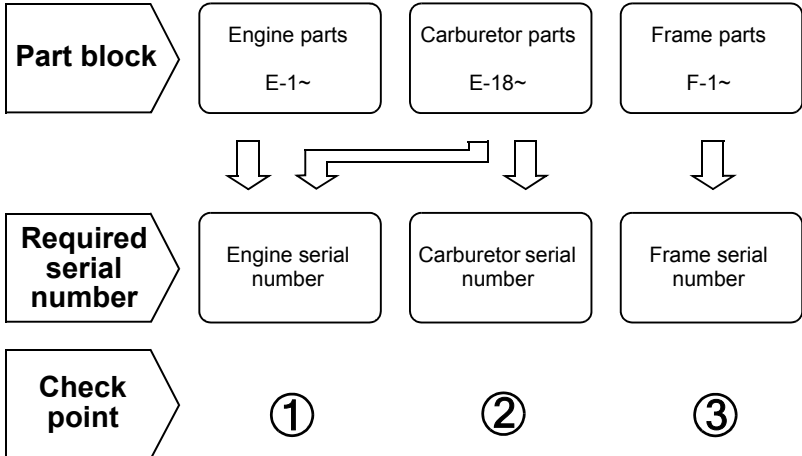 Part block
Engine parts
E-1~
Carburetor parts
E-18~
Frame parts
F-1~
Required
serial
number
Engine serial
number
Carburetor serial
number
Frame serial
number
Check
point
①
②
③